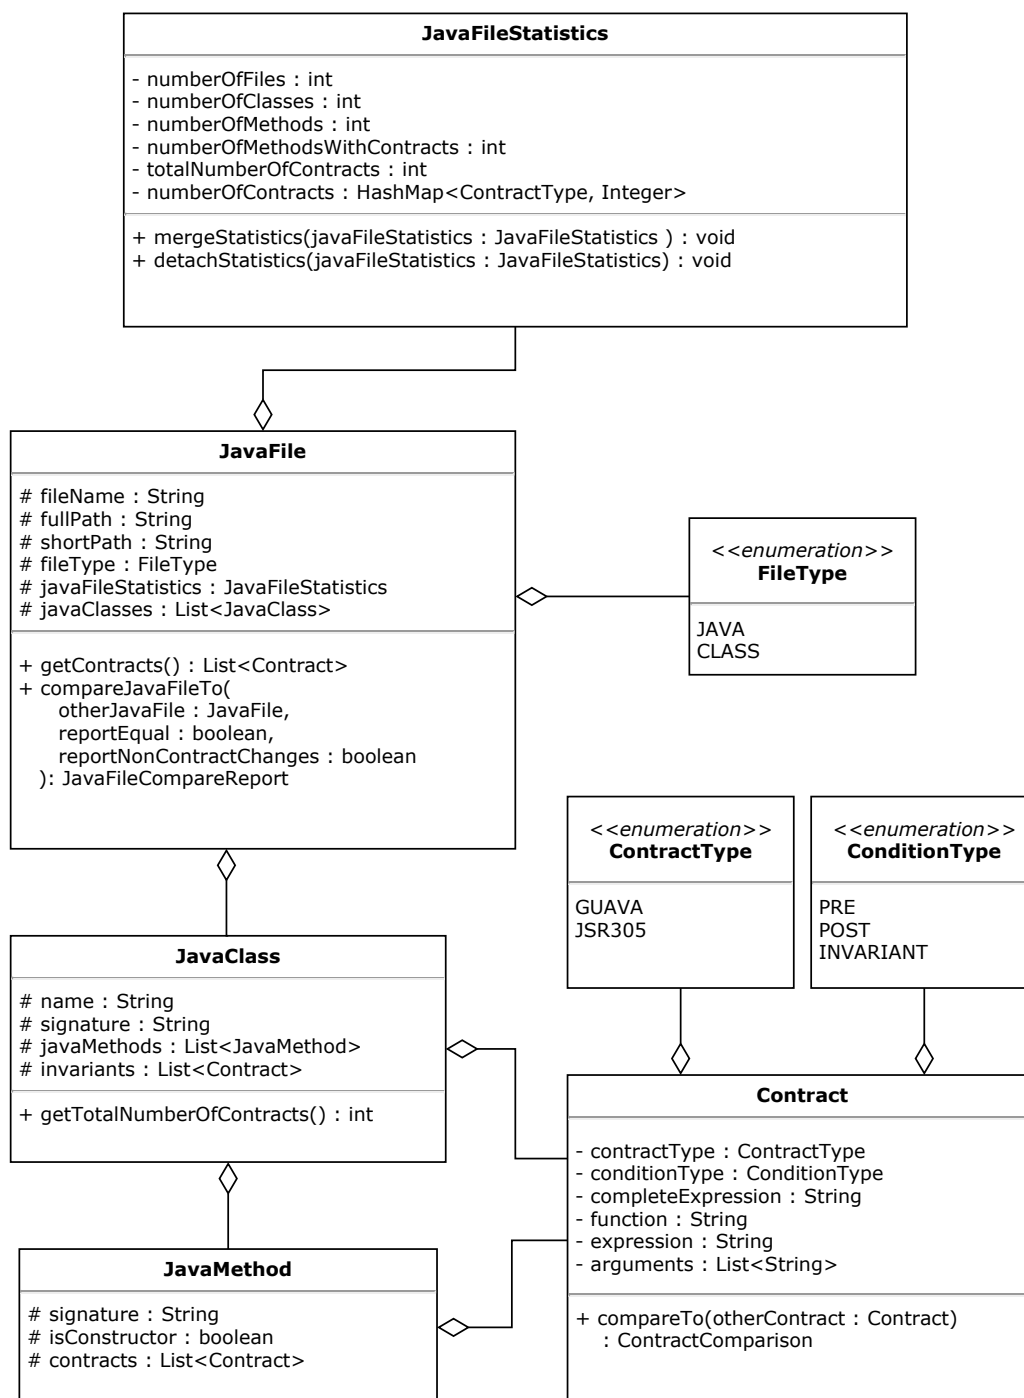 JavaFileStatistics
- numberOfFiles : int
- numberOfClasses : int
- numberOfMethods : int
- numberOfMethodsWithContracts : int
- totalNumberOfContracts : int
- numberOfContracts : HashMap<ContractType, Integer>
+ mergeStatistics(javaFileStatistics : JavaFileStatistics ) : void
+ detachStatistics(javaFileStatistics : JavaFileStatistics) : void
JavaFile
# fileName : String
# fullPath : String
# shortPath : String
# fileType : FileType
# javaFileStatistics : JavaFileStatistics
# javaClasses : List<JavaClass>
+ getContracts() : List<Contract>
+ compareJavaFileTo(
otherJavaFile : JavaFile,
reportEqual : boolean,
reportNonContractChanges : boolean
): JavaFileCompareReport
<<enumeration>>
FileType
JAVA
CLASS
<<enumeration>>
ContractType
GUAVA
JSR305
<<enumeration>>
ConditionType
PRE
POST
INVARIANT
JavaClass
# name : String
# signature : String
# javaMethods : List<JavaMethod>
# invariants : List<Contract>
+ getTotalNumberOfContracts() : int
Contract
- contractType : ContractType
- conditionType : ConditionType
- completeExpression : String
- function : String
- expression : String
- arguments : List<String>
+ compareTo(otherContract : Contract)
: ContractComparison
JavaMethod
# signature : String
# isConstructor : boolean
# contracts : List<Contract>